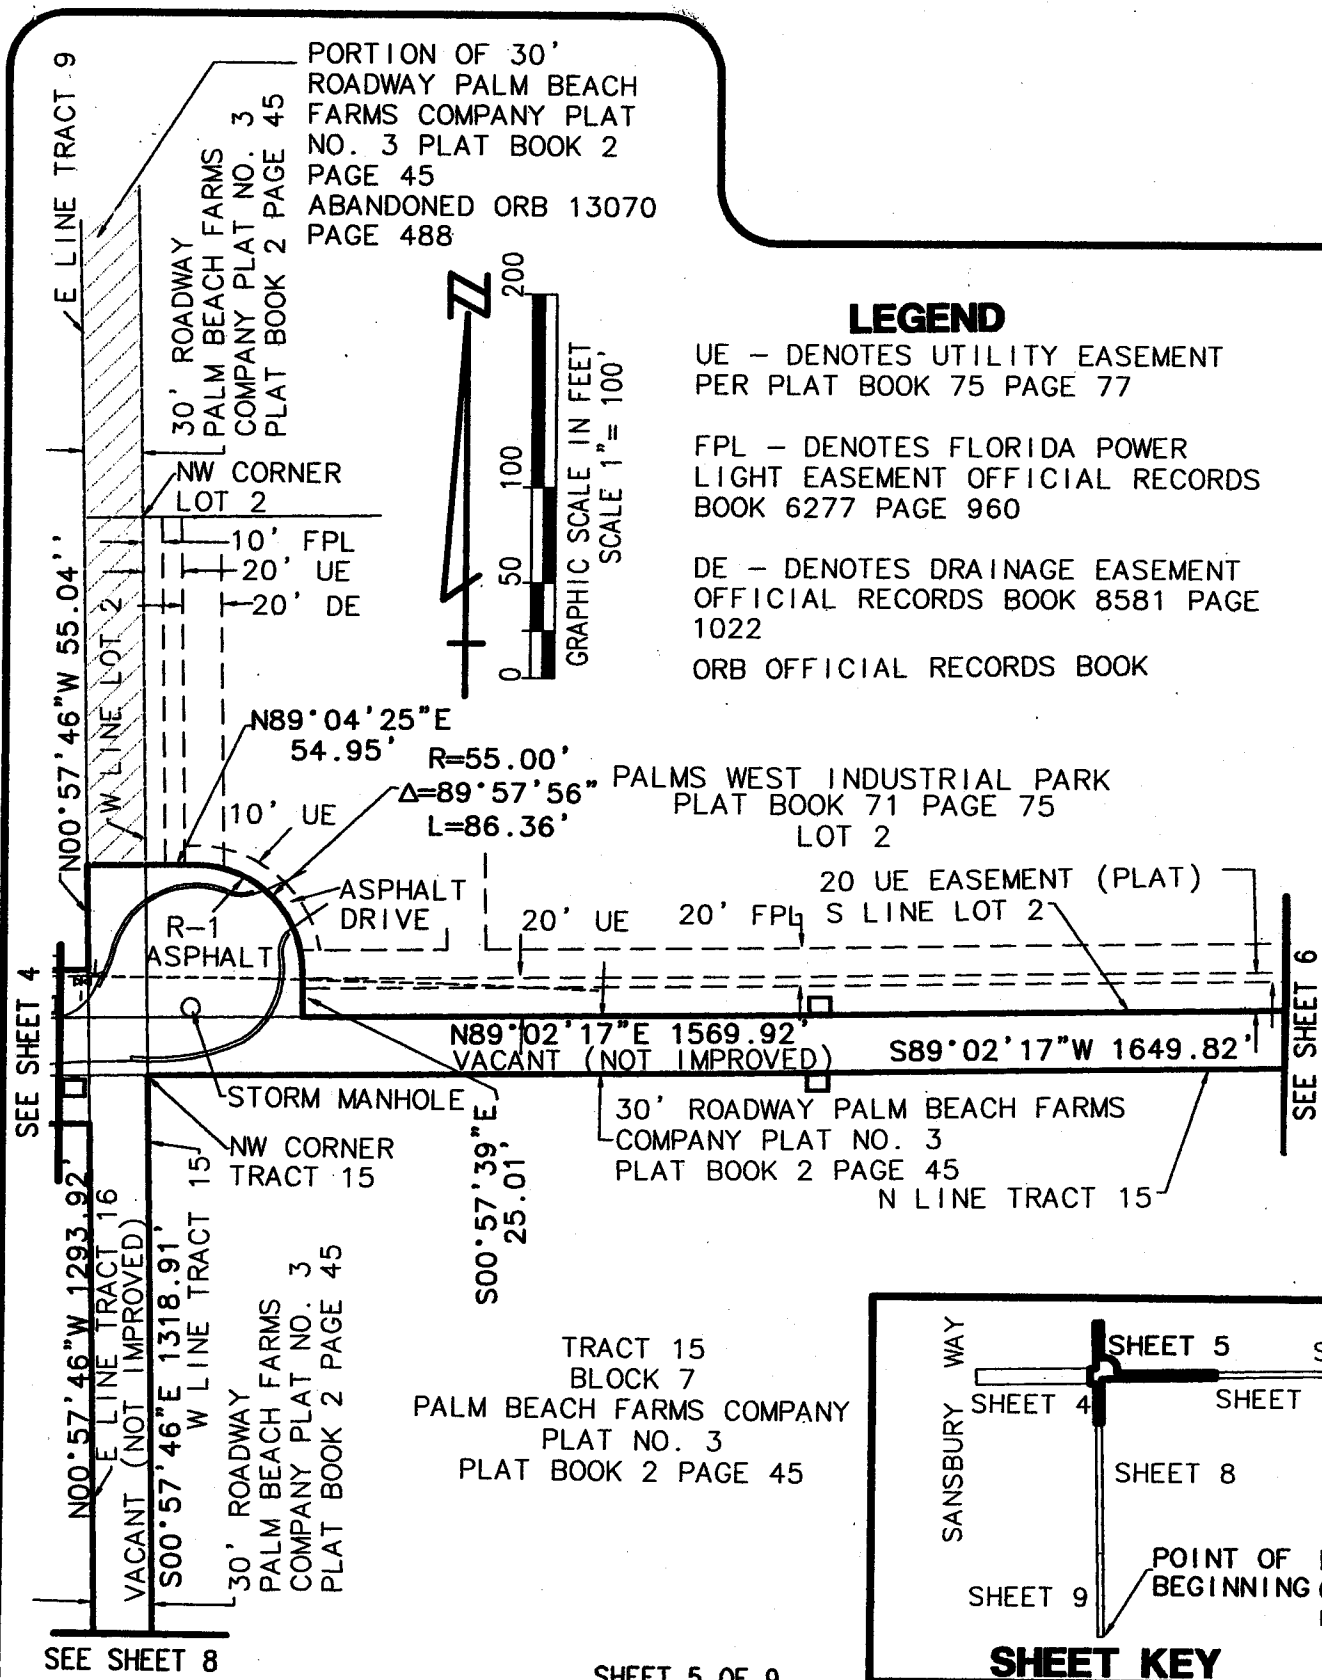 PORTION OF 30'
ROADWAY PALM BEACH
FARMS COMPANY PLAT
NO. 3 PLAT BOOK 2
PAGE 45
ABANDONED ORB 13070
PAGE 488
E LINE TRACT 9
30' ROADWAY
PALM BEACH FARMS
COMPANY PLAT NO. 3
PLAT BOOK 2 PAGE 45
N
200
100
50
0
GRAPHIC SCALE IN FEET
SCALE 1"= 100'
LEGEND
UE - DENOTES UTILITY EASEMENT
PER PLAT BOOK 75 PAGE 77
FPL - DENOTES FLORIDA POWER
LIGHT EASEMENT OFFICIAL RECORDS
BOOK 6277 PAGE 960
DE - DENOTES DRAINAGE EASEMENT
OFFICIAL RECORDS BOOK 8581 PAGE
1022
ORB OFFICIAL RECORDS BOOK
NW CORNER
LOT 2
10' FPL
20' UE
20' DE
N00°57'46"W 55.04''
W LINE LOT 2
N89°04'25"E
54.95'
R=55.00'
Δ=89°57'56"
L=86.36'
10' UE
PALMS WEST INDUSTRIAL PARK
PLAT BOOK 71 PAGE 75
LOT 2
ASPHALT
DRIVE
R-1
ASPHALT
20 UE EASEMENT (PLAT)
20' UE
20' FPL
S LINE LOT 2
SEE SHEET 4
SEE SHEET 6
N89°02'17"E 1569.92'
VACANT (NOT IMPROVED)
S89°02'17"W 1649.82'
STORM MANHOLE
NW CORNER
TRACT 15
S00°57'39"E
25.01'
30' ROADWAY PALM BEACH FARMS
COMPANY PLAT NO. 3
PLAT BOOK 2 PAGE 45
N LINE TRACT 15
N00°57'46"W 1293.92'
E LINE TRACT 16
VACANT (NOT IMPROVED)
S00°57'46"E 1318.91'
W LINE TRACT 15
30' ROADWAY
PALM BEACH FARMS
COMPANY PLAT NO. 3
PLAT BOOK 2 PAGE 45
TRACT 15
BLOCK 7
PALM BEACH FARMS COMPANY
PLAT NO. 3
PLAT BOOK 2 PAGE 45
SEE SHEET 8
SHEET 5 OF 9
SANSBURY WAY
SHEET 5
SHEET 4
SHEET
SHEET 8
SHEET 9
POINT OF
BEGINNING
SHEET KEY